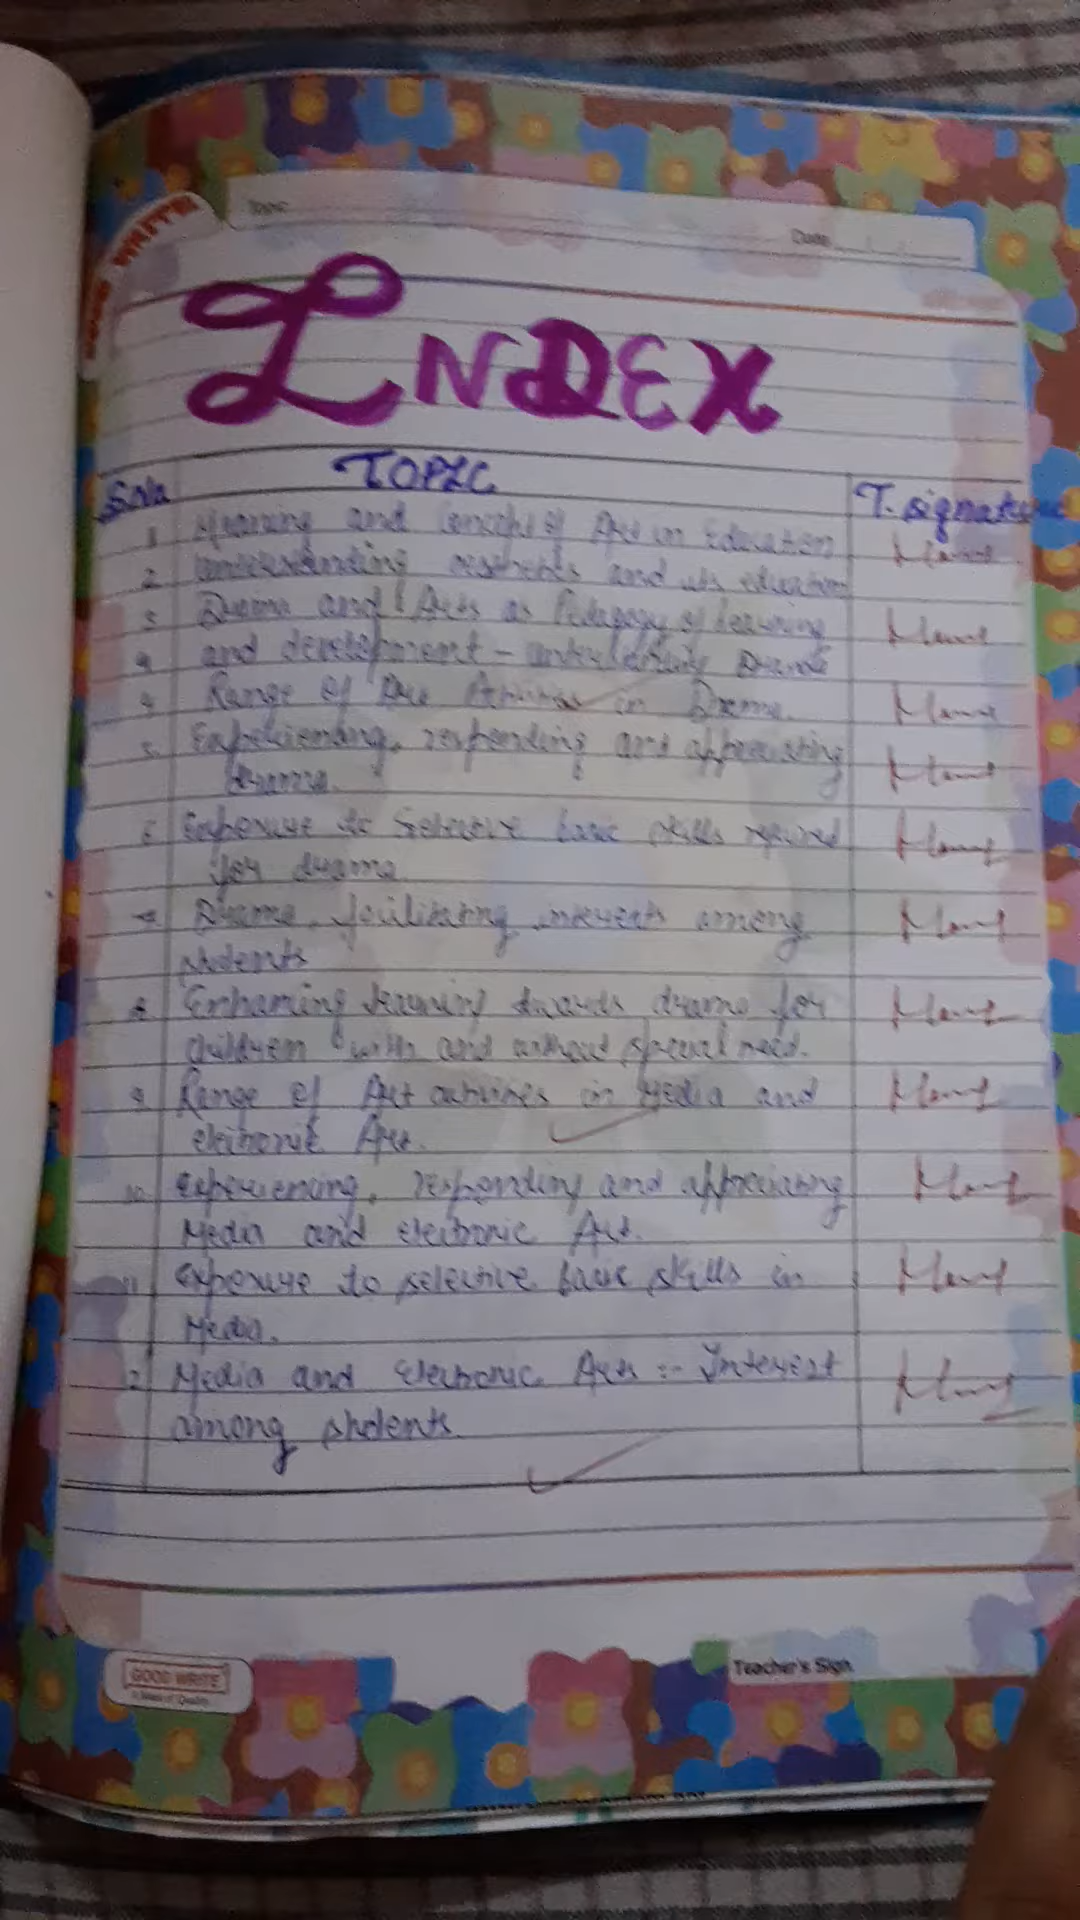 GOOD WRITE
Topic
Date
INDEX
S.No. TOPIC T. signature
1 Meaning and Concept of Art in Education
2 Understanding aesthetics and its education
3 Drama and Arts as Pedagogy of learning
4 and development - Drama
4 Range of Art Activities in Drama.
5. Experiencing, responding and appreciating
drama.
6 Exposure to Selective basic skills required
for drama.
7 Drama, facilitating interests among
students
8 Enhancing learning towards drama for
children with and without special need.
9 Range of Art activities in Media and
electronic Art.
10 Experiencing, responding and appreciating
Media and electronic Art.
11 Exposure to selective basic skills in
Media.
12 Media and Electronic Arts :- Interest
among students.
GOOD WRITE
Teacher's Sign